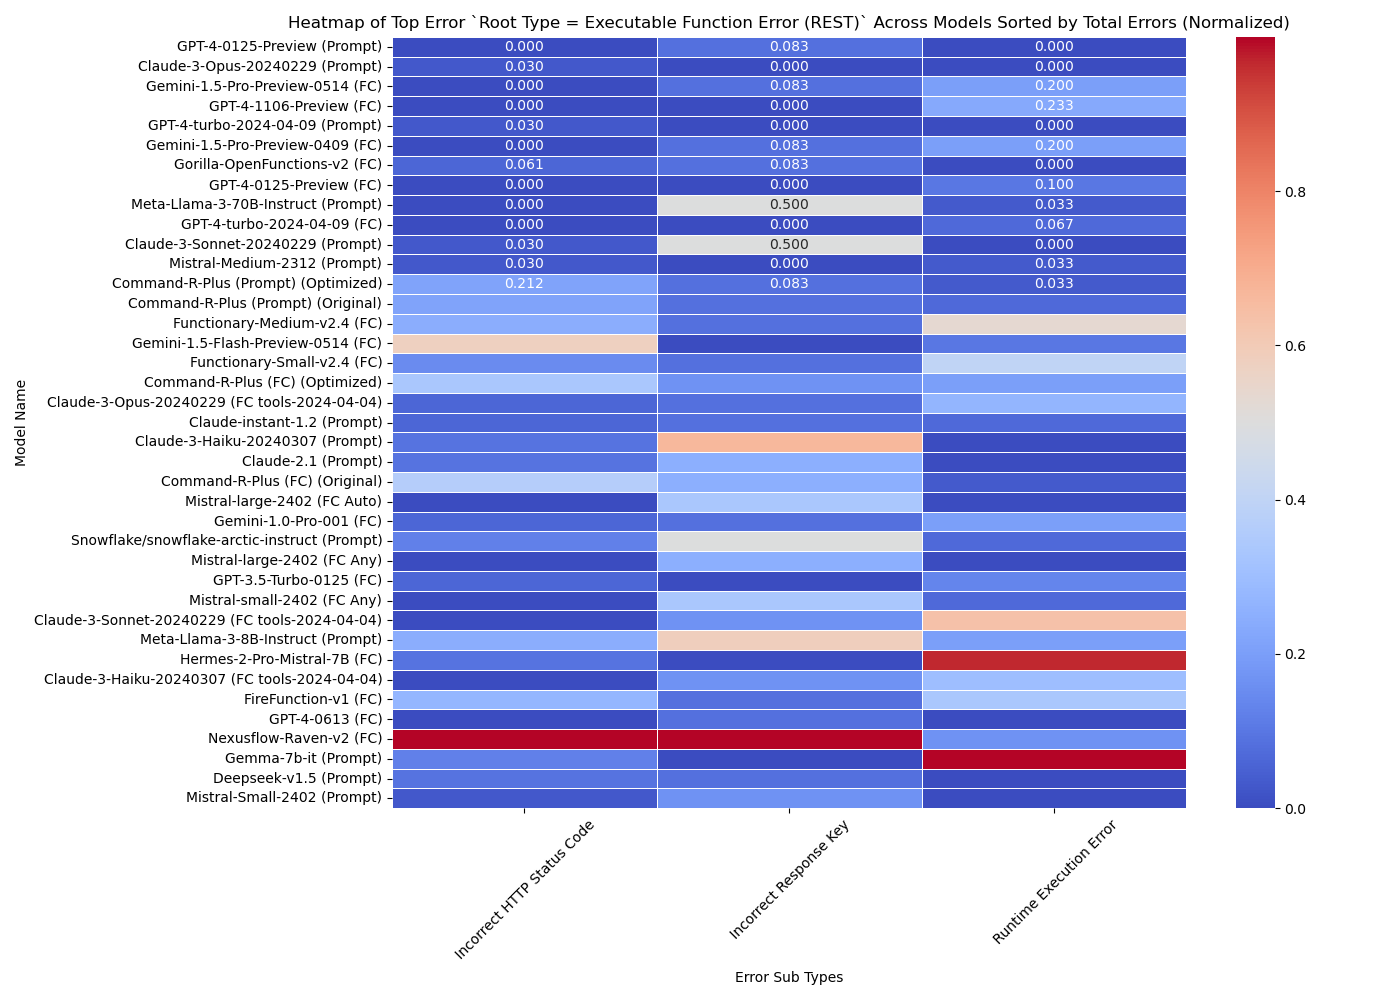 Heatmap of Top Error `Root Type = Executable Function Error (REST)` Across Models Sorted by Total Errors (Normalized)
GPT-4-0125-Preview (Prompt) 0.000 0.083 0.000
Claude-3-Opus-20240229 (Prompt) 0.030 0.000 0.000
Gemini-1.5-Pro-Preview-0514 (FC) 0.000 0.083 0.200
GPT-4-1106-Preview (FC) 0.000 0.000 0.233
GPT-4-turbo-2024-04-09 (Prompt) 0.030 0.000 0.000
Gemini-1.5-Pro-Preview-0409 (FC) 0.000 0.083 0.200
Gorilla-OpenFunctions-v2 (FC) 0.061 0.083 0.000
GPT-4-0125-Preview (FC) 0.000 0.000 0.100
Meta-Llama-3-70B-Instruct (Prompt) 0.000 0.500 0.033
GPT-4-turbo-2024-04-09 (FC) 0.000 0.000 0.067
Claude-3-Sonnet-20240229 (Prompt) 0.030 0.500 0.000
Mistral-Medium-2312 (Prompt) 0.030 0.000 0.033
Command-R-Plus (Prompt) (Optimized) 0.212 0.083 0.033
Command-R-Plus (Prompt) (Original)
Functionary-Medium-v2.4 (FC)
Gemini-1.5-Flash-Preview-0514 (FC)
Functionary-Small-v2.4 (FC)
Command-R-Plus (FC) (Optimized)
Claude-3-Opus-20240229 (FC tools-2024-04-04)
Claude-instant-1.2 (Prompt)
Claude-3-Haiku-20240307 (Prompt)
Claude-2.1 (Prompt)
Command-R-Plus (FC) (Original)
Mistral-large-2402 (FC Auto)
Gemini-1.0-Pro-001 (FC)
Snowflake/snowflake-arctic-instruct (Prompt)
Mistral-large-2402 (FC Any)
GPT-3.5-Turbo-0125 (FC)
Mistral-small-2402 (FC Any)
Claude-3-Sonnet-20240229 (FC tools-2024-04-04)
Meta-Llama-3-8B-Instruct (Prompt)
Hermes-2-Pro-Mistral-7B (FC)
Claude-3-Haiku-20240307 (FC tools-2024-04-04)
FireFunction-v1 (FC)
GPT-4-0613 (FC)
Nexusflow-Raven-v2 (FC)
Gemma-7b-it (Prompt)
Deepseek-v1.5 (Prompt)
Mistral-Small-2402 (Prompt)
Model Name
Incorrect HTTP Status Code
Incorrect Response Key
Runtime Execution Error
Error Sub Types
0.8
0.6
0.4
0.2
0.0